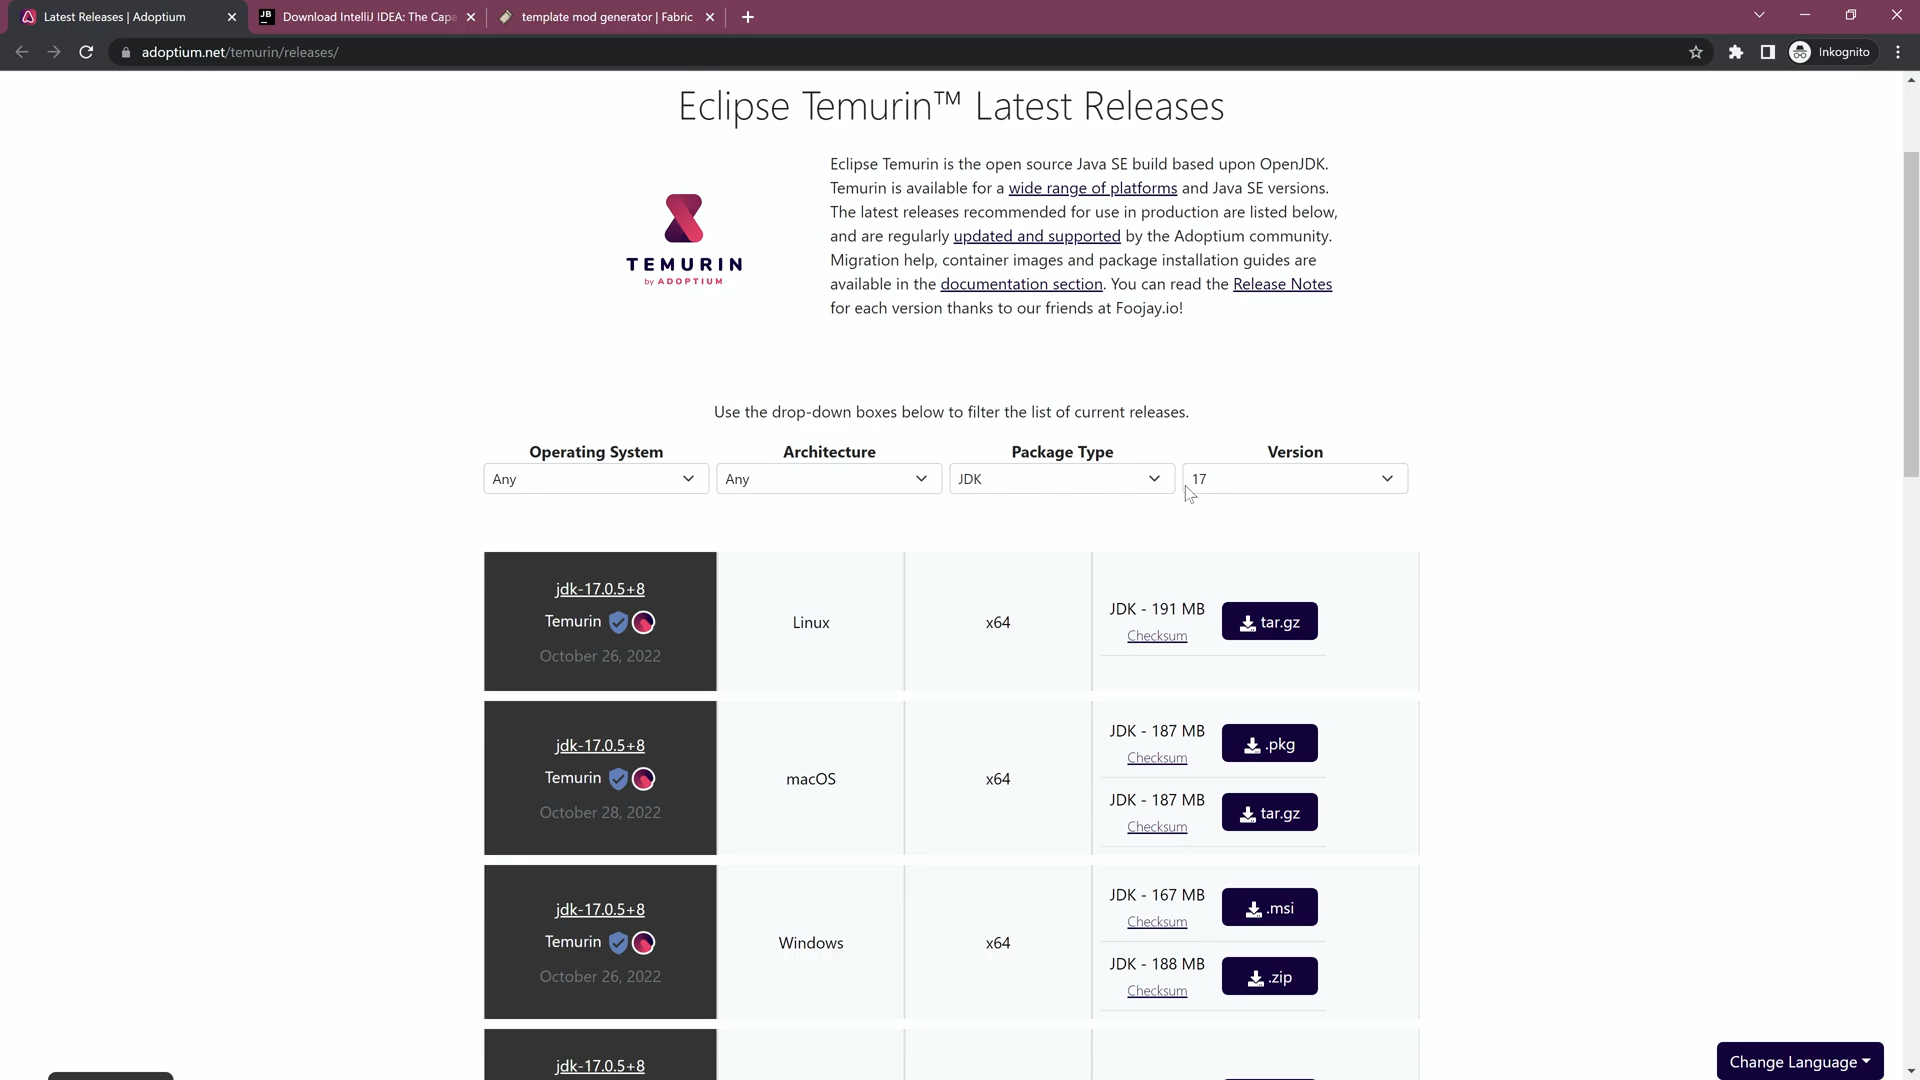 Latest Releases | Adoptium
JB
Download IntelliJ IDEA: The Capa
template mod generator | Fabric
adoptium.net/temurin/releases/
Inkognito
Eclipse Temurin™ Latest Releases
TEMURIN
by ADOPTIUM
Eclipse Temurin is the open source Java SE build based upon OpenJDK.
Temurin is available for a wide range of platforms and Java SE versions.
The latest releases recommended for use in production are listed below,
and are regularly updated and supported by the Adoptium community.
Migration help, container images and package installation guides are
available in the documentation section. You can read the Release Notes
for each version thanks to our friends at Foojay.io!
Use the drop-down boxes below to filter the list of current releases.
Operating System Architecture Package Type Version
Any Any JDK 17
jdk-17.0.5+8
Temurin
October 26, 2022
Linux
x64
JDK - 191 MB
Checksum
tar.gz
jdk-17.0.5+8
Temurin
October 28, 2022
macOS
x64
JDK - 187 MB
Checksum
.pkg
JDK - 187 MB
Checksum
tar.gz
jdk-17.0.5+8
Temurin
October 26, 2022
Windows
x64
JDK - 167 MB
Checksum
.msi
JDK - 188 MB
Checksum
.zip
jdk-17.0.5+8
Change Language